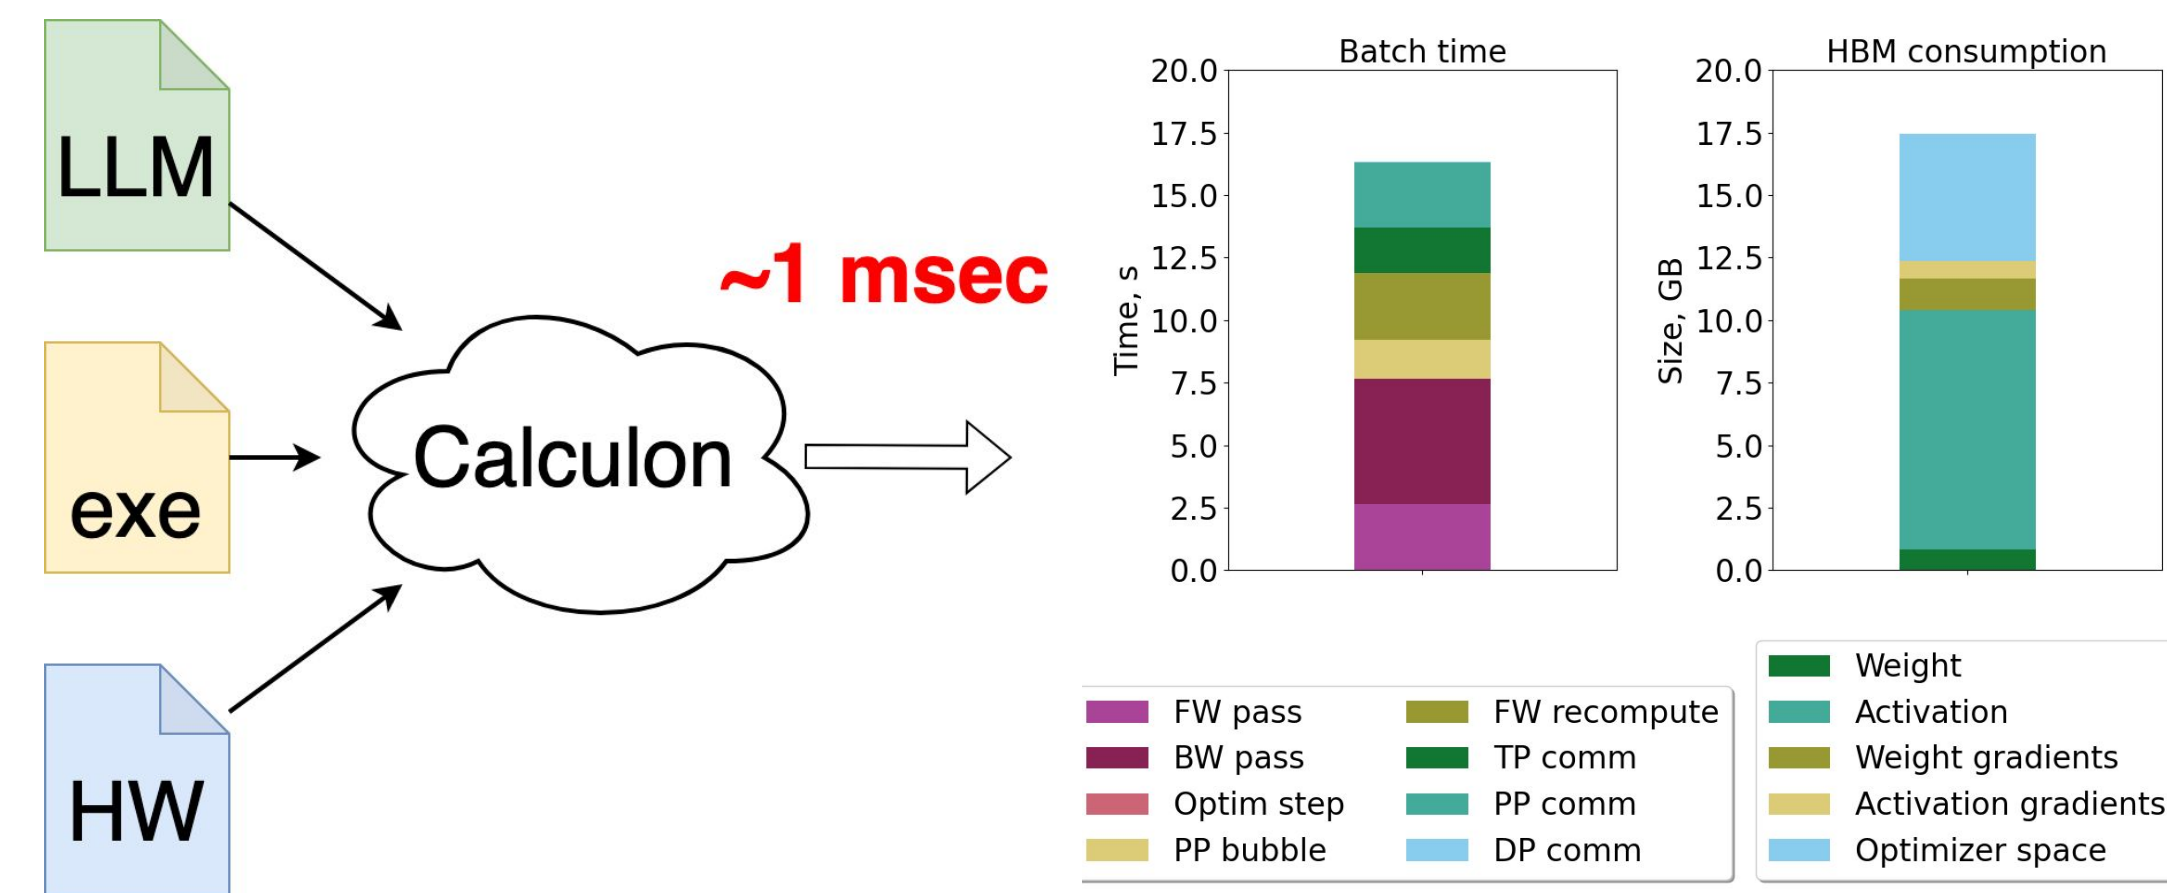 LLM
exe
HW
Calculon
~1 msec
Batch time
20.0
17.5
15.0
12.5
10.0
7.5
5.0
2.5
0.0
Time, s
HBM consumption
20.0
17.5
15.0
12.5
10.0
7.5
5.0
2.5
0.0
Size, GB
FW pass
BW pass
Optim step
PP bubble
FW recompute
TP comm
PP comm
DP comm
Weight
Activation
Weight gradients
Activation gradients
Optimizer space